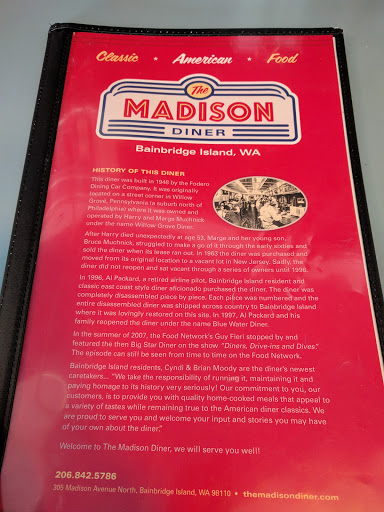 Classic ★ American ★ Food
The
MADISON
DINER
Bainbridge Island, WA
HISTORY OF THIS DINER
This diner was built in 1948 by the Fodero
Dining Car Company. It was originally
located on a street corner in Willow
Grove, Pennsylvania (a suburb north of
Philadelphia) where it was owned and
operated by Harry and Marge Muchnick
under the name Willow Grove Diner.
After Harry died unexpectedly at age 53, Marge and her young son,
Bruce Muchnick, struggled to make a go of it through the early sixties and
sold the diner when its lease ran out. In 1963 the diner was purchased and
moved from its original location to a vacant lot in New Jersey. Sadly, the
diner did not reopen and sat vacant through a series of owners until 1996.
In 1996, Al Packard, a retired airline pilot, Bainbridge Island resident and
classic east coast style diner aficionado purchased the diner. The diner was
completely disassembled piece by piece. Each piece was numbered and the
entire disassembled diner was shipped across country to Bainbridge Island
where it was lovingly restored on this site. In 1997, Al Packard and his
family reopened the diner under the name Blue Water Diner.
In the summer of 2007, the Food Network's Guy Fieri stopped by and
featured the then Big Star Diner on the show "Diners, Drive-ins and Dives."
The episode can still be seen from time to time on the Food Network.
Bainbridge Island residents, Cyndi & Brian Moody are the diner's newest
caretakers... "We take the responsibility of running it, maintaining it and
paying homage to its history very seriously! Our commitment to you, our
customers, is to provide you with quality home-cooked meals that appeal to
a variety of tastes while remaining true to the American diner classics. We
are proud to serve you and welcome your input and stories you may have
of your own about the diner."
Welcome to The Madison Diner, we will serve you well!
206.842.5786
305 Madison Avenue North, Bainbridge Island, WA 98110 • themadisondiner.com